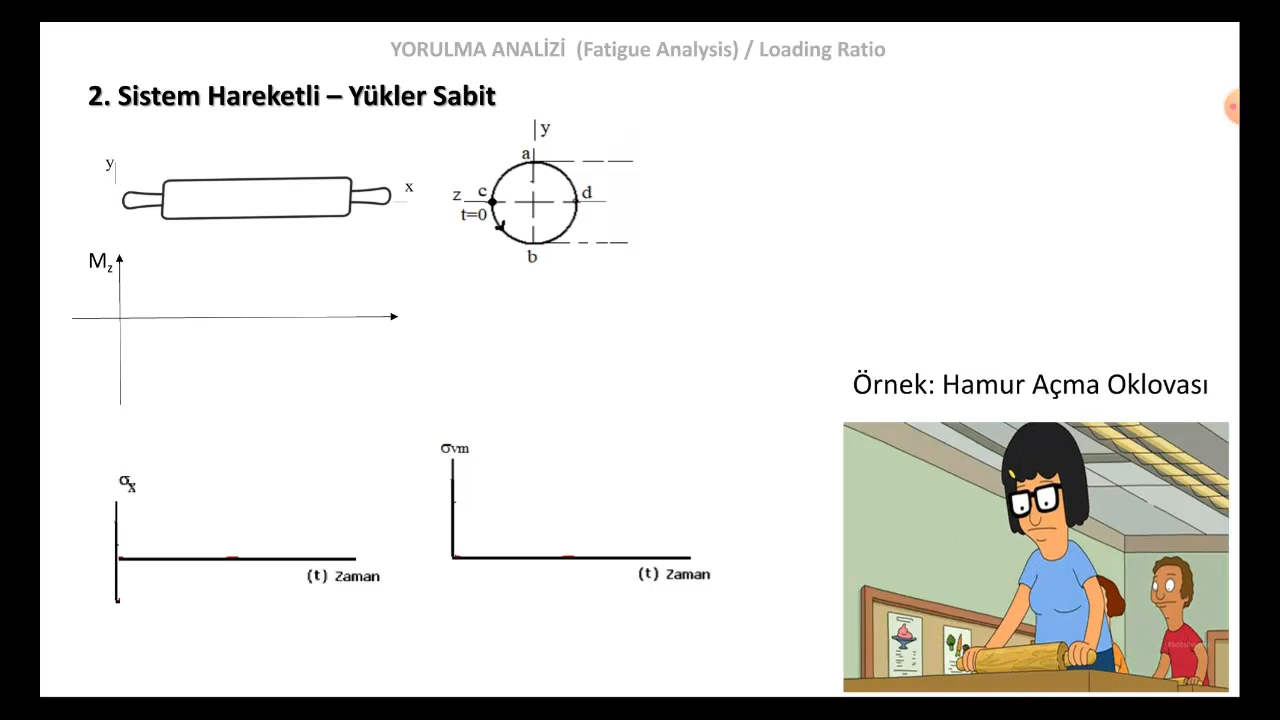 YORULMA ANALİZİ (Fatigue Analysis) / Loading Ratio
2. Sistem Hareketli – Yükler Sabit
y
x
y
a
z c d
t=0
b
Mz
Örnek: Hamur Açma Oklovası
σx
(t) Zaman
σvm
(t) Zaman